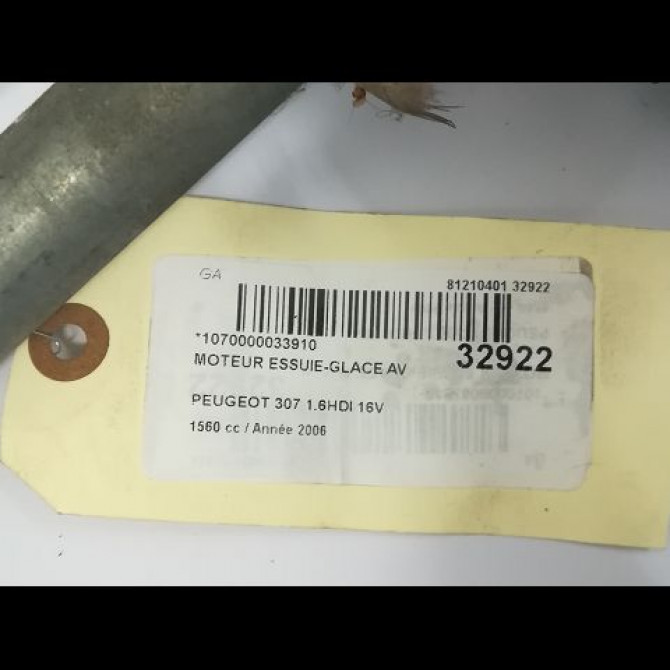 GA
81210401 32922
*1070000033910
32922
MOTEUR ESSUIE-GLACE AV
PEUGEOT 307 1.6HDI 16V
1560 cc / Année 2006